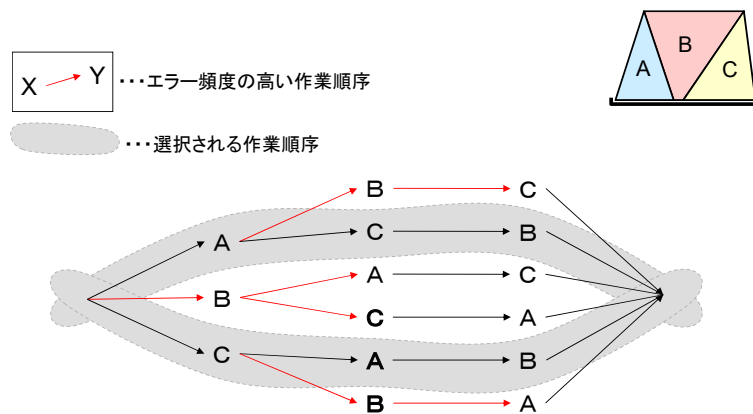 X Y ・・・エラー頻度の高い作業順序
・・・選択される作業順序
A B C
B C
A C B
A C
B
C A
C A B
B A